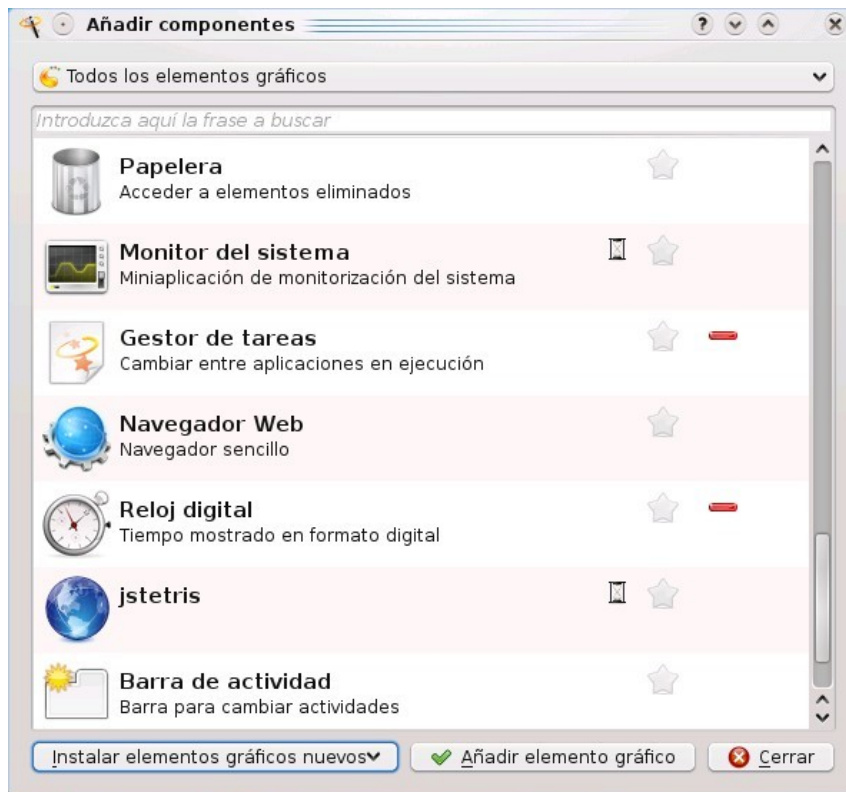 Añadir componentes
Todos los elementos gráficos
Introduzca aquí la frase a buscar
Papelera
Acceder a elementos eliminados
Monitor del sistema
Miniaplicación de monitorización del sistema
Gestor de tareas
Cambiar entre aplicaciones en ejecución
Navegador Web
Navegador sencillo
Reloj digital
Tiempo mostrado en formato digital
jstetris
Barra de actividad
Barra para cambiar actividades
Instalar elementos gráficos nuevos
Añadir elemento gráfico
Cerrar